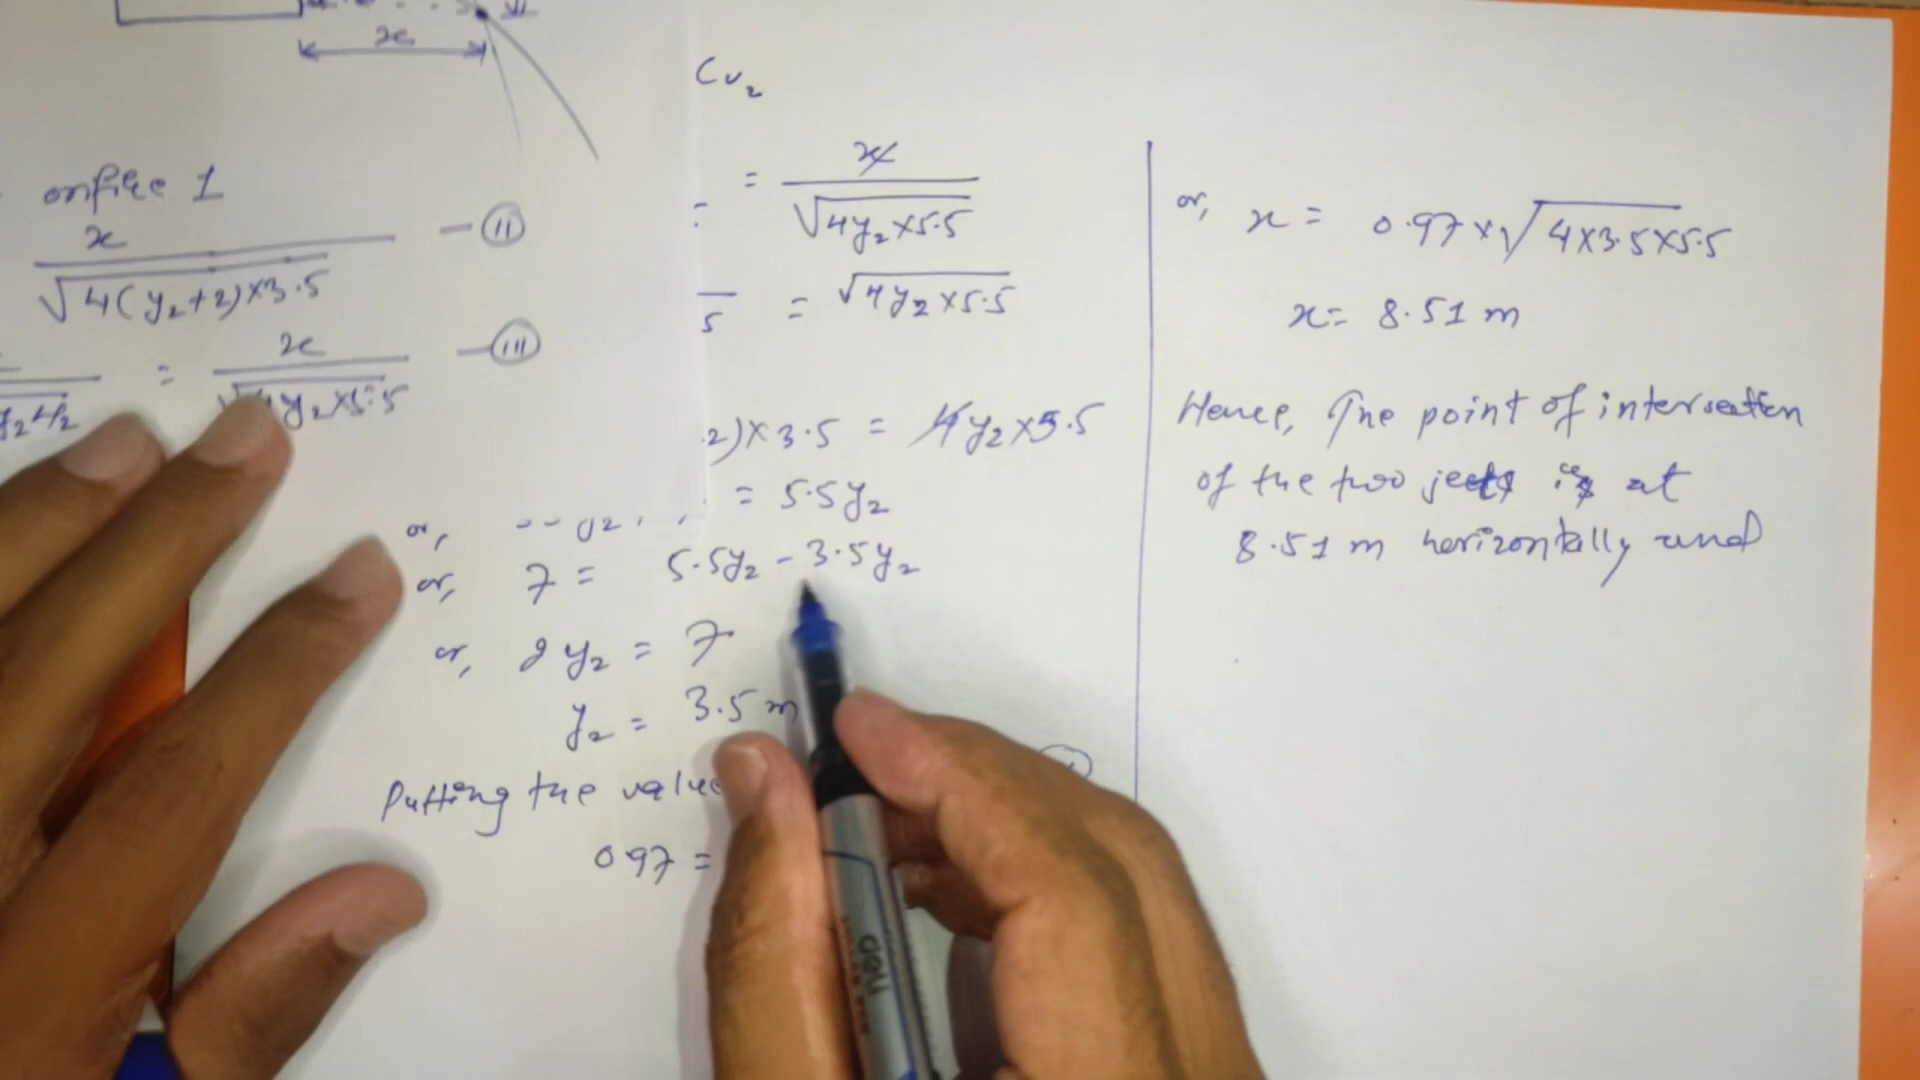 x
orifice 1
x
√4(y₂+2)×3.5 — (II)
= x
√4y₂×5.5 — (III)
Cv₂
= x
√4y₂×5.5
5 = √4y₂×5.5
2)×3.5 = 4y₂×5.5
or, = 5.5y₂
or, 7 = 5.5y₂ - 3.5y₂
or, 2y₂ = 7
y₂ = 3.5 m
Putting the value
0.97 =
or, x = 0.97×√4×3.5×5.5
x = 8.51 m
Hence, The point of intersection
of the two jets is at
8.51 m horizontally and
deli